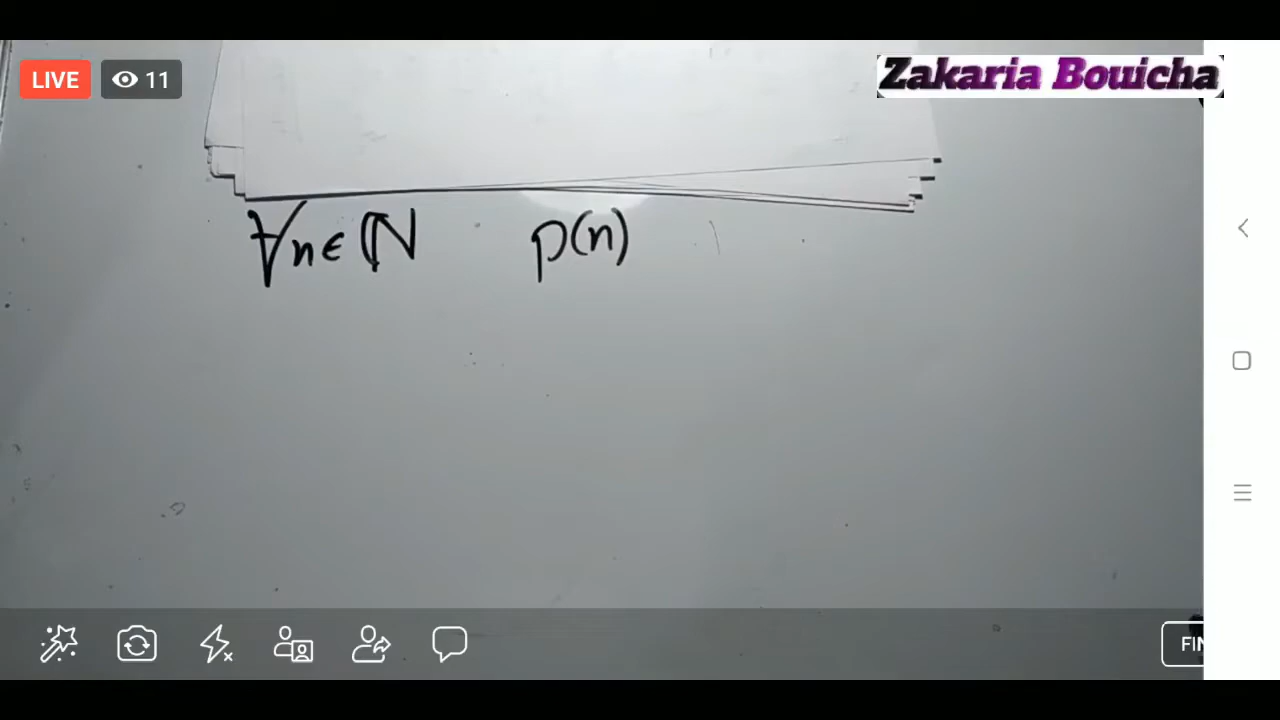 LIVE 11
Zakaria Bouicha
∀n∈ℕ p(n)
FIN